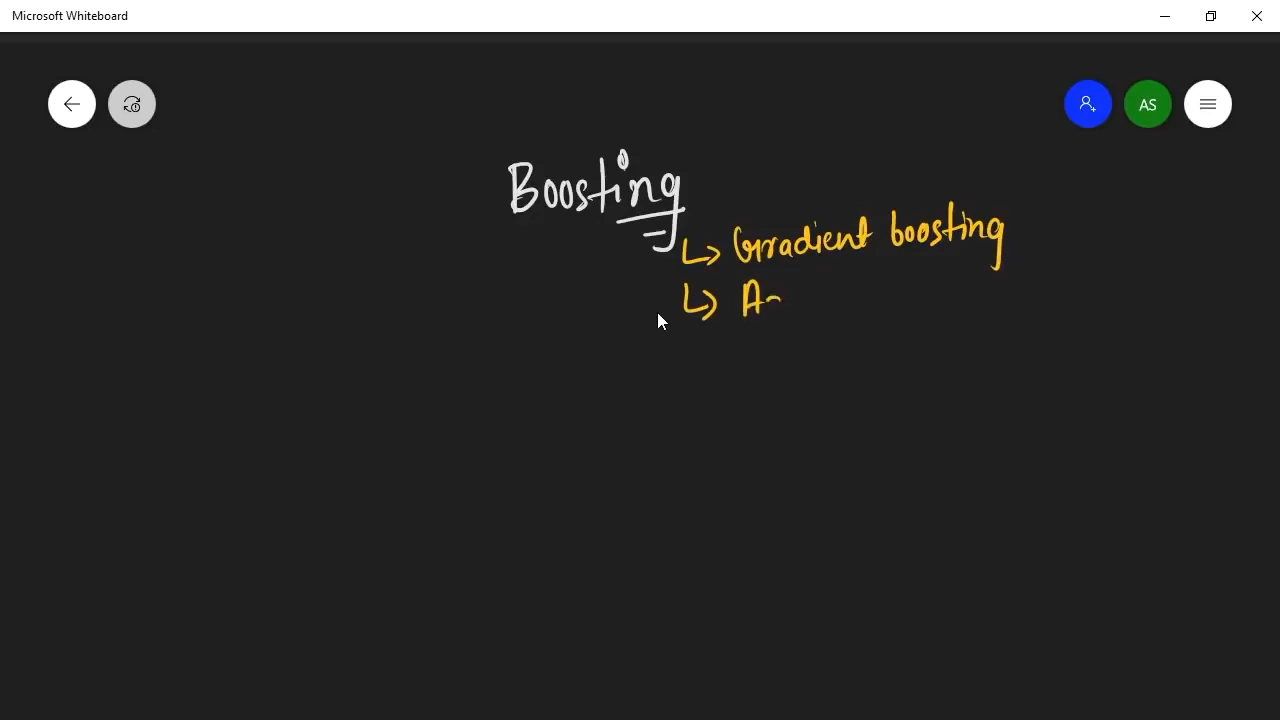 Microsoft Whiteboard
AS
Boosting
↳ Gradient boosting
↳ A